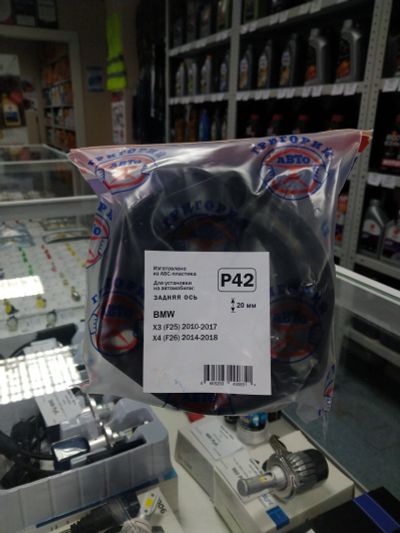 ГРИГОРИЙ
АВТО
Изготовлено
из АБС-пластика
Для установки
на автомобили:
ЗАДНЯЯ ОСЬ
P42
20 мм
BMW
X3 (F25) 2010-2017
X4 (F26) 2014-2018